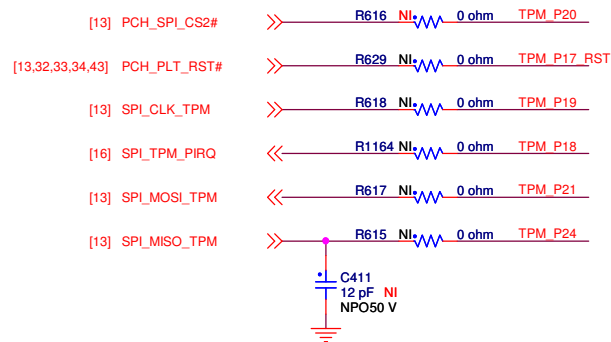 [13] PCH_SPI_CS2# R616 NI 0 ohm TPM_P20
[13,32,33,34,43] PCH_PLT_RST# R629 NI 0 ohm TPM_P17_RST
[13] SPI_CLK_TPM R618 NI 0 ohm TPM_P19
[16] SPI_TPM_PIRQ R1164 NI 0 ohm TPM_P18
[13] SPI_MOSI_TPM R617 NI 0 ohm TPM_P21
[13] SPI_MISO_TPM R615 NI 0 ohm TPM_P24
C411
12 pF NI
NPO50 V